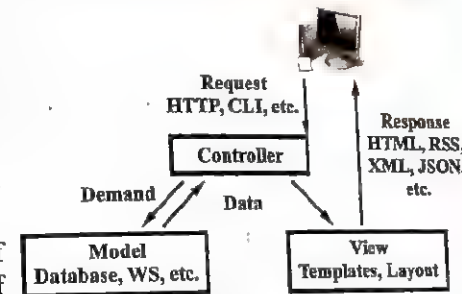 Request
HTTP, CLI, etc.
Response
HTML, RSS,
XML, JSON,
etc.
Controller
Demand
Data
f
f
Model
Database, WS, etc.
View
Templates, Layout